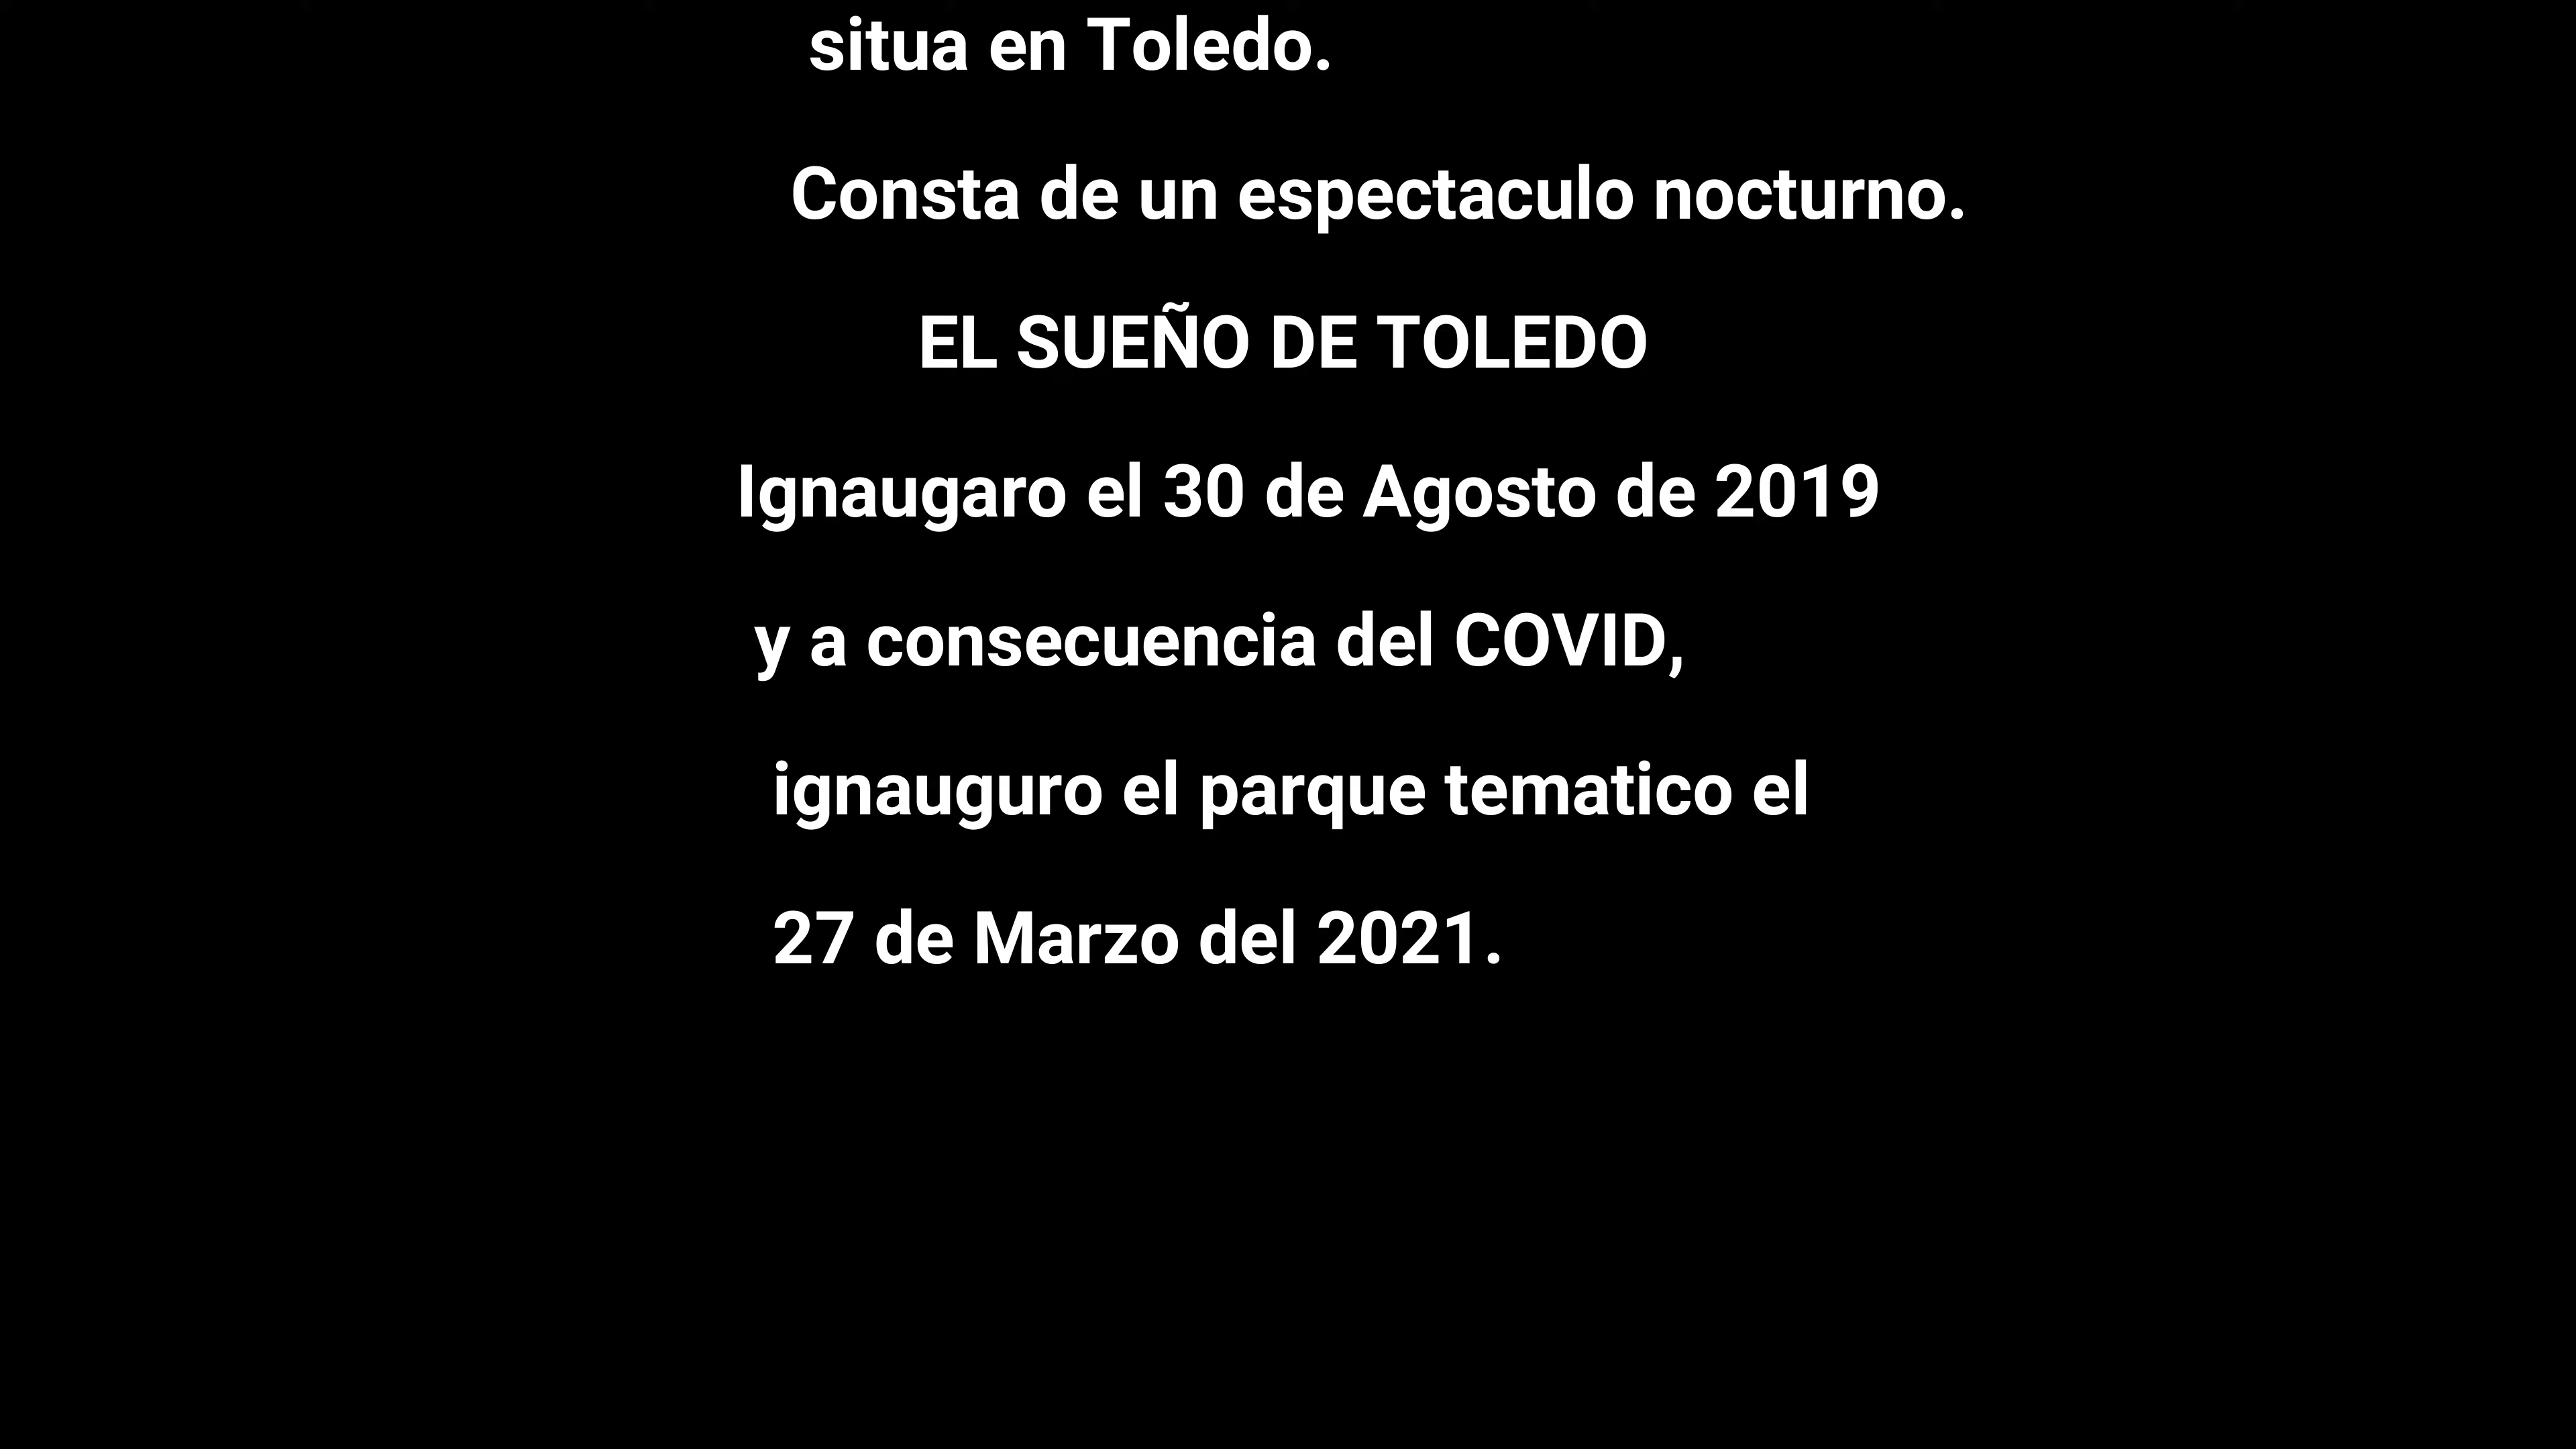 situa en Toledo.
Consta de un espectaculo nocturno.
EL SUEÑO DE TOLEDO
Ignaugaro el 30 de Agosto de 2019
y a consecuencia del COVID,
ignauguro el parque tematico el
27 de Marzo del 2021.